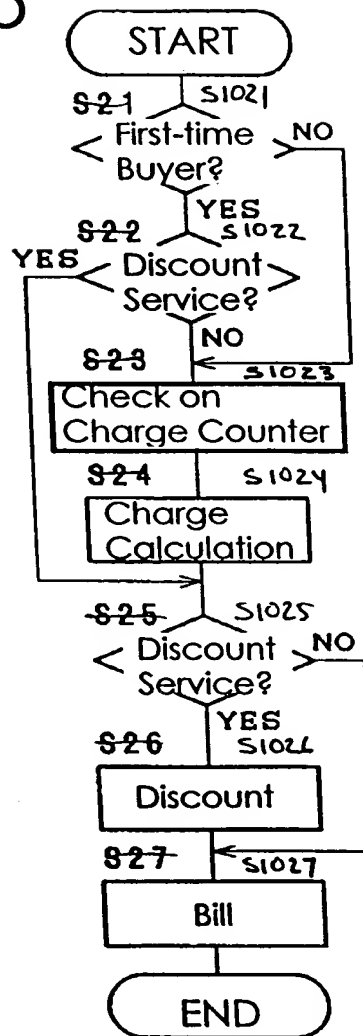 START
S21 S1021
First-time NO
Buyer?
YES
S22 S1022
YES Discount
Service?
NO
S23 S1023
Check on
Charge Counter
S24 S1024
Charge
Calculation
S25 S1025
Discount NO
Service?
YES
S26 S1026
Discount
S27 S1027
Bill
END